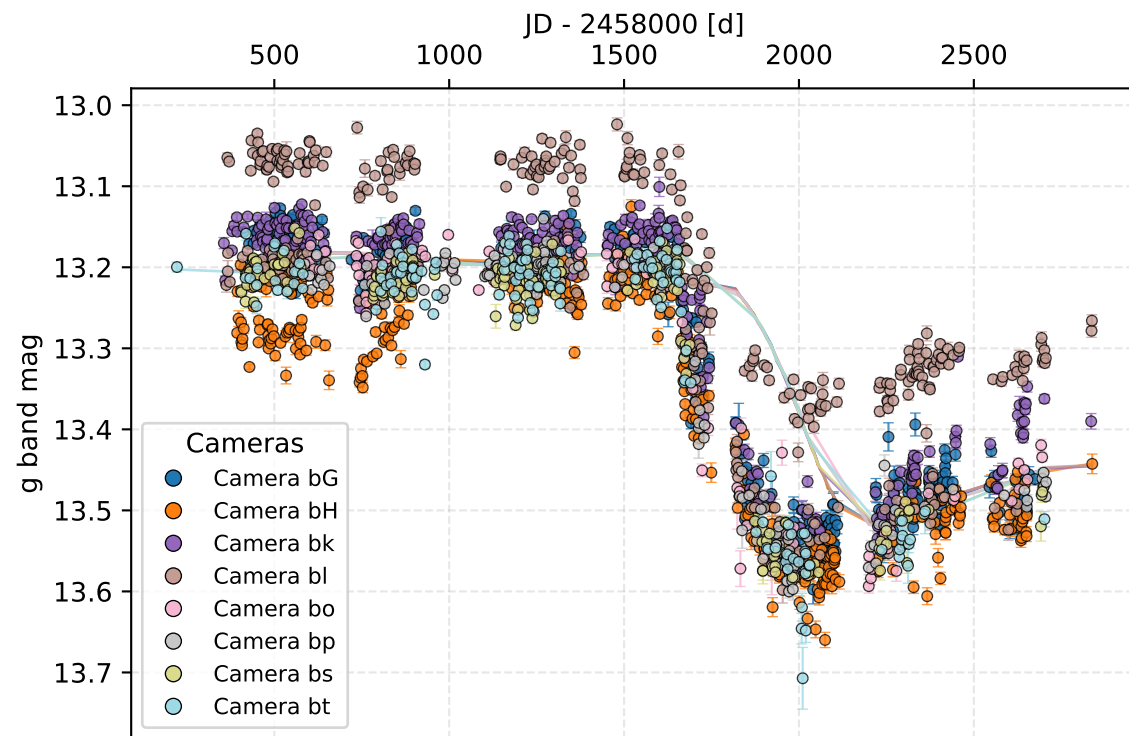 JD - 2458000 [d]
500 1000 1500 2000 2500
g band mag
13.0
13.1
13.2
13.3
13.4
13.5
13.6
13.7
Cameras
Camera bG
Camera bH
Camera bk
Camera bl
Camera bo
Camera bp
Camera bs
Camera bt